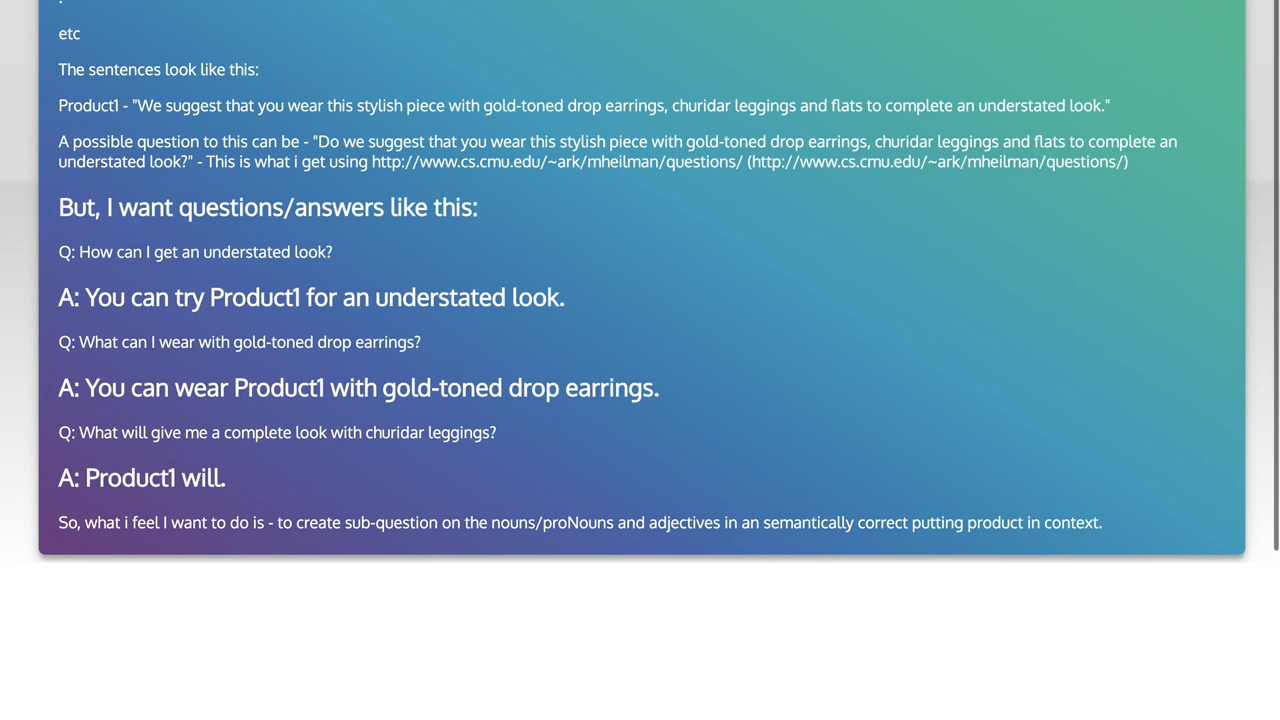 .
etc
The sentences look like this:
Product1 - "We suggest that you wear this stylish piece with gold-toned drop earrings, churidar leggings and flats to complete an understated look."
A possible question to this can be - "Do we suggest that you wear this stylish piece with gold-toned drop earrings, churidar leggings and flats to complete an
understated look?" - This is what i get using http://www.cs.cmu.edu/~ark/mheilman/questions/ (http://www.cs.cmu.edu/~ark/mheilman/questions/)
But, I want questions/answers like this:
Q: How can I get an understated look?
A: You can try Product1 for an understated look.
Q: What can I wear with gold-toned drop earrings?
A: You can wear Product1 with gold-toned drop earrings.
Q: What will give me a complete look with churidar leggings?
A: Product1 will.
So, what i feel I want to do is - to create sub-question on the nouns/proNouns and adjectives in an semantically correct putting product in context.